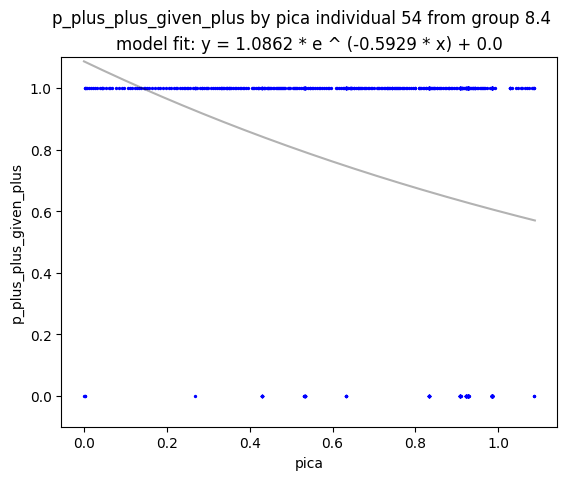 p_plus_plus_given_plus by pica individual 54 from group 8.4
model fit: y = 1.0862 * e ^ (-0.5929 * x) + 0.0
1.0
0.8
0.6
0.4
0.2
0.0
p_plus_plus_given_plus
0.0 0.2 0.4 0.6 0.8 1.0
pica